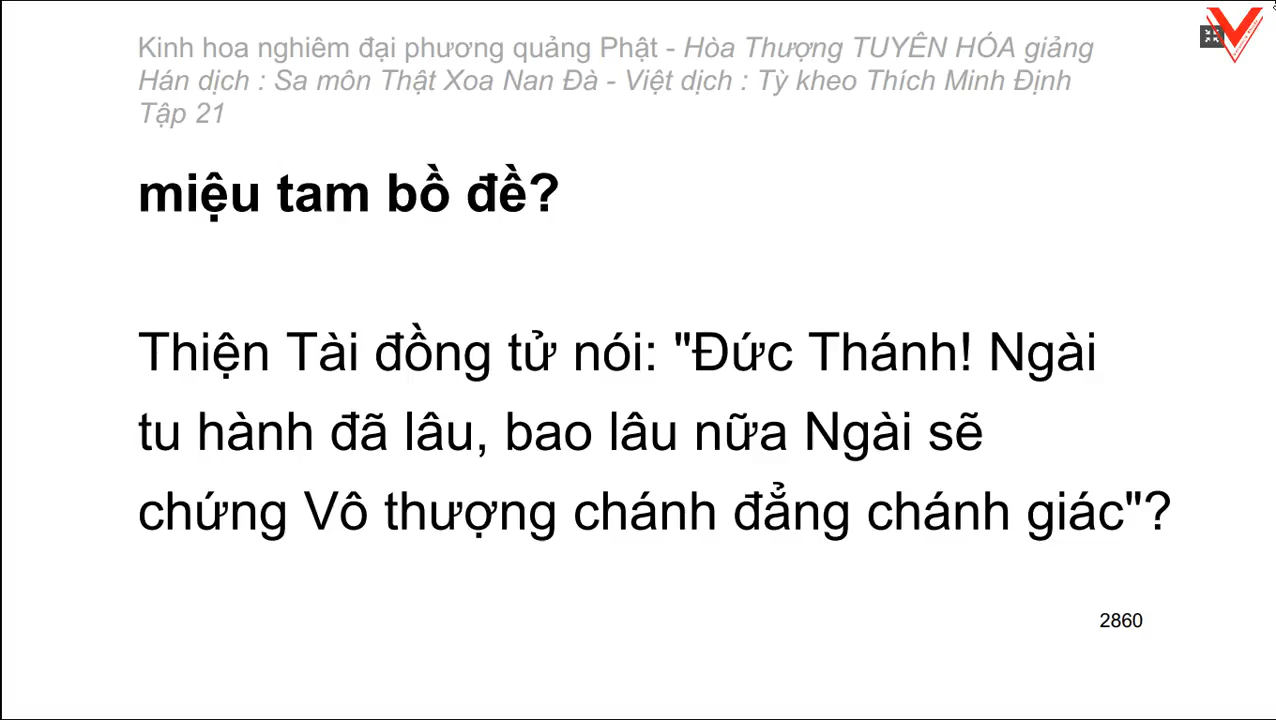 Kinh hoa nghiêm đại phương quảng Phật - Hòa Thượng TUYÊN HÓA giảng
Hán dịch : Sa môn Thật Xoa Nan Đà - Việt dịch : Tỳ kheo Thích Minh Định
Tập 21
miệu tam bồ đề?
Thiện Tài đồng tử nói: "Đức Thánh! Ngài
tu hành đã lâu, bao lâu nữa Ngài sẽ
chứng Vô thượng chánh đẳng chánh giác"?
2860